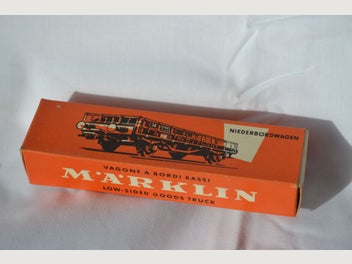 NIEDERBORDWAGEN
VAGONE A BORDI BASSI
MÄRKLIN
LOW-SIDED GOODS TRUCK